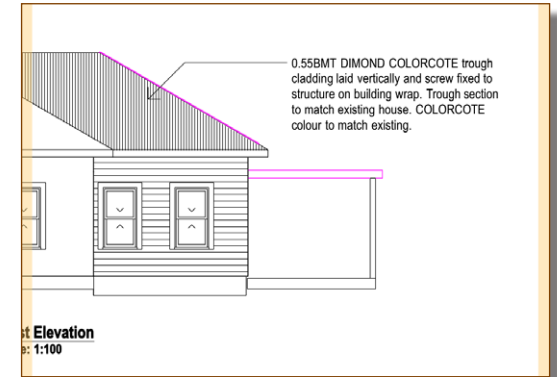 0.55BMT DIMOND COLORCOTE trough
cladding laid vertically and screw fixed to
structure on building wrap. Trough section
to match existing house. COLORCOTE
colour to match existing.
st Elevation
e: 1:100